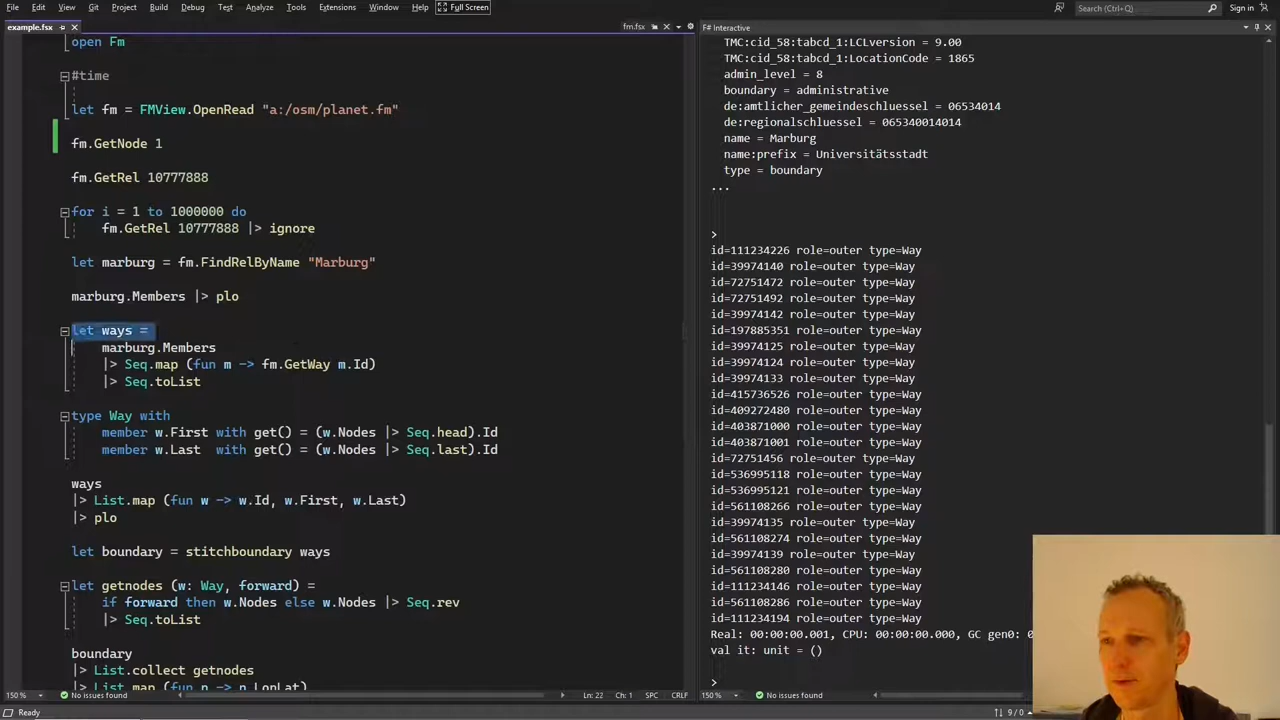 File Edit View Git Project Build Debug Test Analyze Tools Extensions Window Help Full Screen Search (Ctrl+Q) Sign in
example.fsx fm.fsx F# Interactive
open Fm
#time
let fm = FMView.OpenRead "a:/osm/planet.fm"
fm.GetNode 1
fm.GetRel 10777888
for i = 1 to 1000000 do
fm.GetRel 10777888 |> ignore
let marburg = fm.FindRelByName "Marburg"
marburg.Members |> plo
let ways =
marburg.Members
|> Seq.map (fun m -> fm.GetWay m.Id)
|> Seq.toList
type Way with
member w.First with get() = (w.Nodes |> Seq.head).Id
member w.Last  with get() = (w.Nodes |> Seq.last).Id
ways
|> List.map (fun w -> w.Id, w.First, w.Last)
|> plo
let boundary = stitchboundary ways
let getnodes (w: Way, forward) =
if forward then w.Nodes else w.Nodes |> Seq.rev
|> Seq.toList
boundary
|> List.collect getnodes
|> List.map (fun n -> n.LonLat)
150 % No issues found Ln: 22 Ch: 1 SPC CRLF
TMC:cid_58:tabcd_1:LCLversion = 9.00
TMC:cid_58:tabcd_1:LocationCode = 1865
admin_level = 8
boundary = administrative
de:amtlicher_gemeindeschluessel = 06534014
de:regionalschluessel = 065340014014
name = Marburg
name:prefix = Universitätsstadt
type = boundary
...
>
id=111234226 role=outer type=Way
id=39974140 role=outer type=Way
id=72751472 role=outer type=Way
id=72751492 role=outer type=Way
id=39974142 role=outer type=Way
id=197885351 role=outer type=Way
id=39974125 role=outer type=Way
id=39974124 role=outer type=Way
id=39974133 role=outer type=Way
id=415736526 role=outer type=Way
id=409272480 role=outer type=Way
id=403871000 role=outer type=Way
id=403871001 role=outer type=Way
id=72751456 role=outer type=Way
id=536995118 role=outer type=Way
id=536995121 role=outer type=Way
id=561108266 role=outer type=Way
id=39974135 role=outer type=Way
id=561108274 role=outer type=Way
id=39974139 role=outer type=Way
id=561108280 role=outer type=Way
id=111234146 role=outer type=Way
id=561108286 role=outer type=Way
id=111234194 role=outer type=Way
Real: 00:00:00.001, CPU: 00:00:00.000, GC gen0:
val it: unit = ()
>
150 % No issues found
Ready 9 / 0